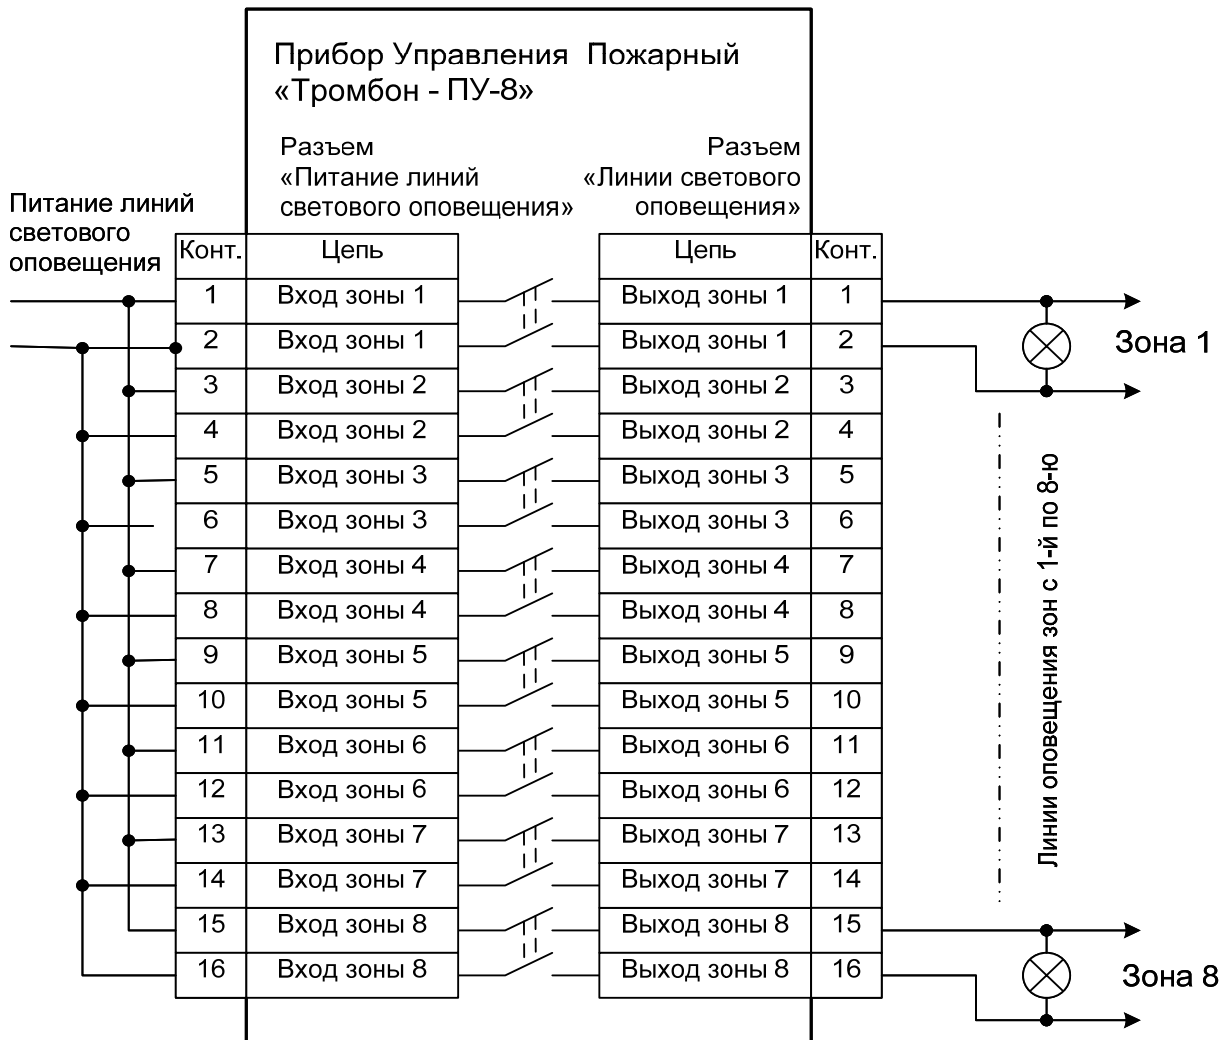 Прибор Управления Пожарный
«Тромбон - ПУ-8»
Разъем
«Питание линий
светового оповещения»
Разъем
«Линии светового
оповещения»
Питание линий
светового
оповещения
Конт. Цепь Цепь Конт.
1 Вход зоны 1 Выход зоны 1 1
2 Вход зоны 1 Выход зоны 1 2
3 Вход зоны 2 Выход зоны 2 3
4 Вход зоны 2 Выход зоны 2 4
5 Вход зоны 3 Выход зоны 3 5
6 Вход зоны 3 Выход зоны 3 6
7 Вход зоны 4 Выход зоны 4 7
8 Вход зоны 4 Выход зоны 4 8
9 Вход зоны 5 Выход зоны 5 9
10 Вход зоны 5 Выход зоны 5 10
11 Вход зоны 6 Выход зоны 6 11
12 Вход зоны 6 Выход зоны 6 12
13 Вход зоны 7 Выход зоны 7 13
14 Вход зоны 7 Выход зоны 7 14
15 Вход зоны 8 Выход зоны 8 15
16 Вход зоны 8 Выход зоны 8 16
Зона 1
Линии оповещения зон с 1-й по 8-ю
Зона 8